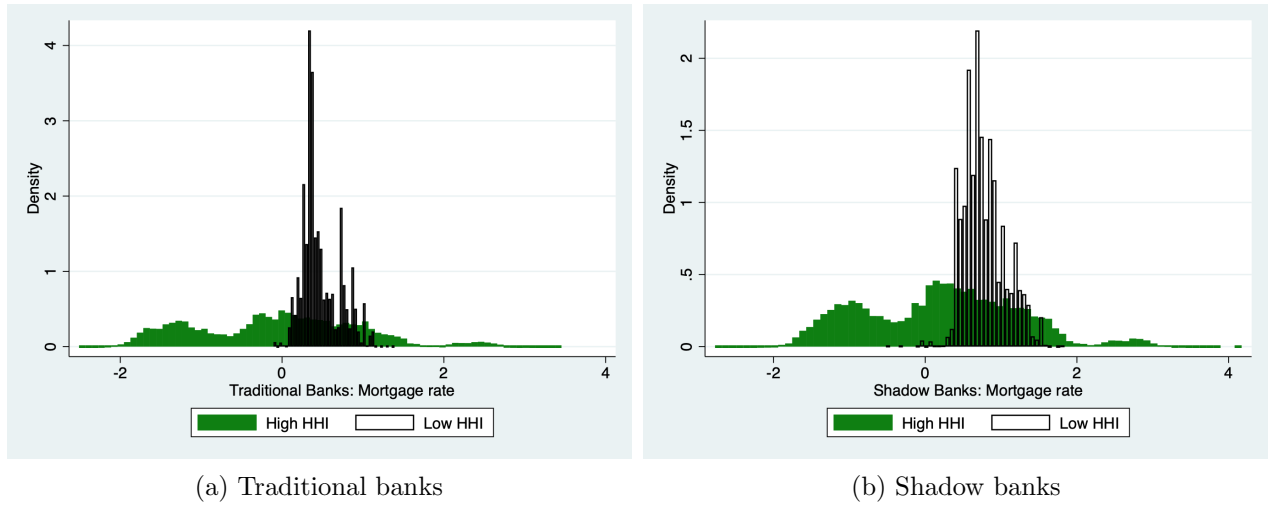 Density
4
3
2
1
0
-2
0
2
4
Traditional Banks: Mortgage rate
High HHI
Low HHI
(a) Traditional banks
Density
2
1.5
1
.5
0
-2
0
2
4
Shadow Banks: Mortgage rate
High HHI
Low HHI
(b) Shadow banks